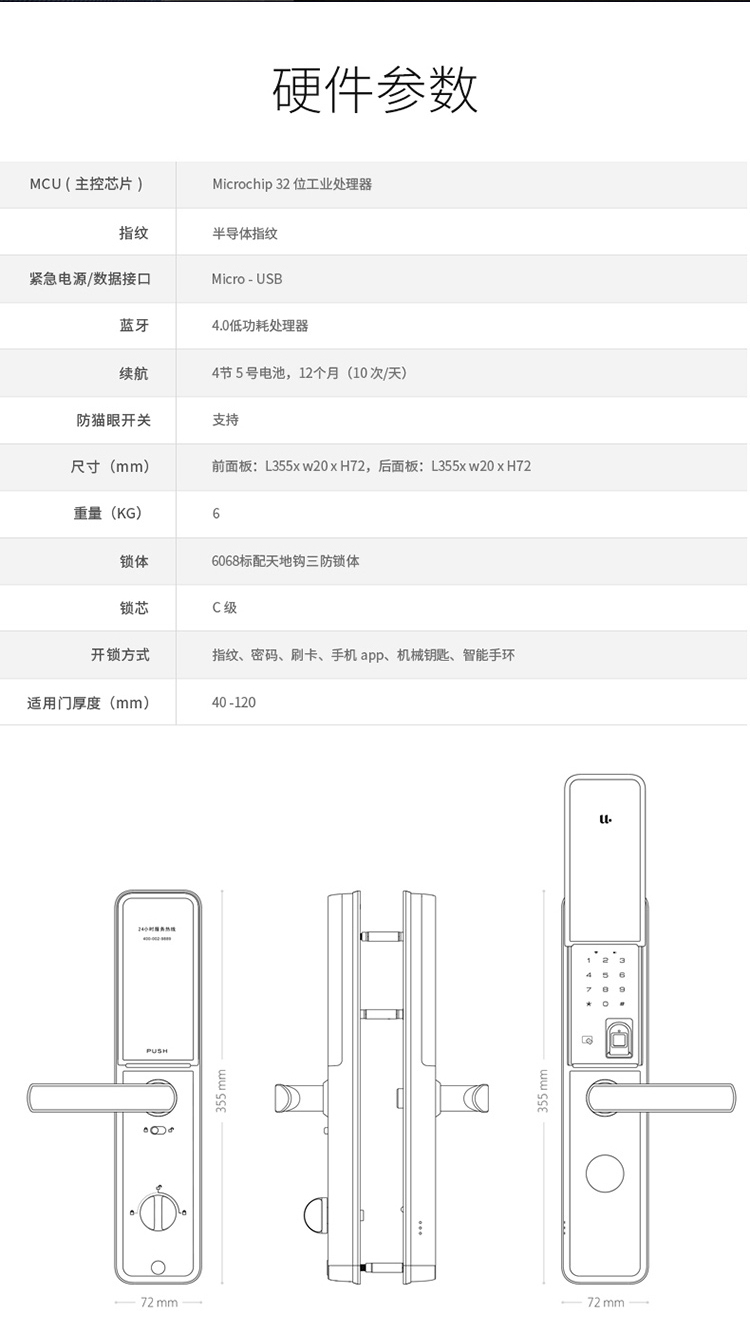 硬件参数
MCU ( 主控芯片 ) Microchip 32 位工业处理器
指纹 半导体指纹
紧急电源/数据接口 Micro - USB
蓝牙 4.0低功耗处理器
续航 4节 5 号电池，12个月（10 次/天）
防猫眼开关 支持
尺寸（mm） 前面板：L355x w20 x H72，后面板：L355x w20 x H72
重量（KG） 6
锁体 6068标配天地钩三防锁体
锁芯 C 级
开锁方式 指纹、密码、刷卡、手机 app、机械钥匙、智能手环
适用门厚度（mm） 40 -120
24小时服务热线
PUSH
355 mm
72 mm
1 2 3
4 5 6
7 8 9
* 0 #
355 mm
72 mm